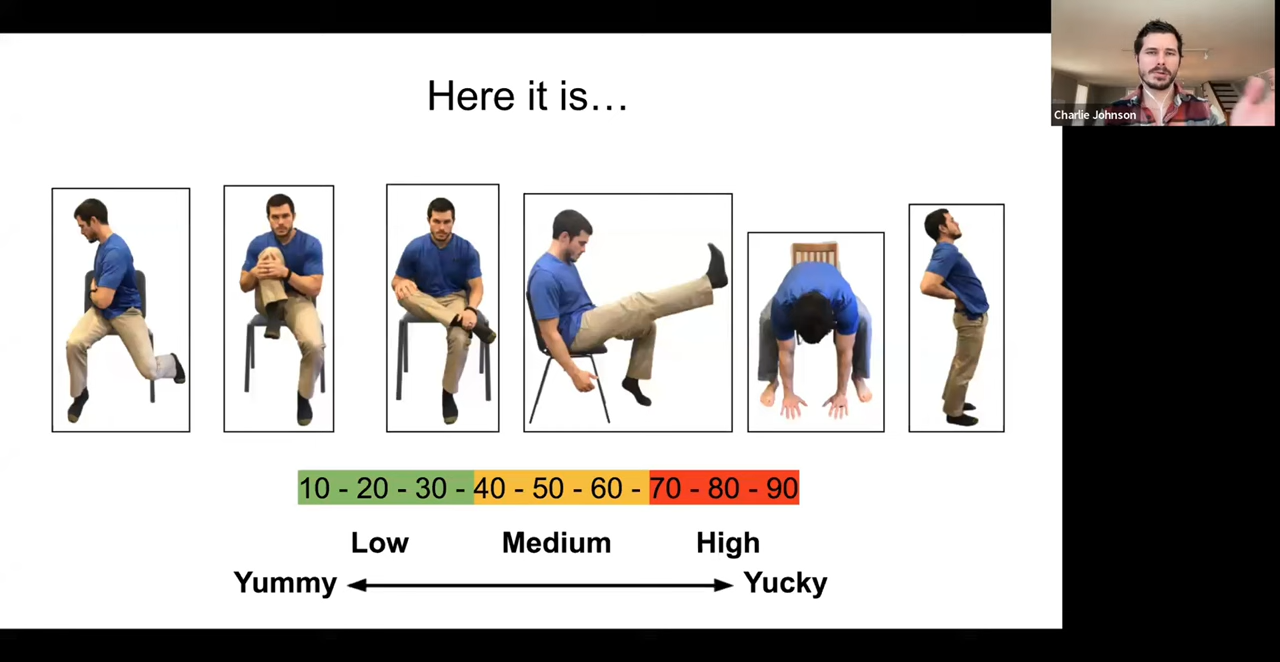 Here it is…
Charlie Johnson
10 - 20 - 30 - 40 - 50 - 60 - 70 - 80 - 90
Low Medium High
Yummy Yucky